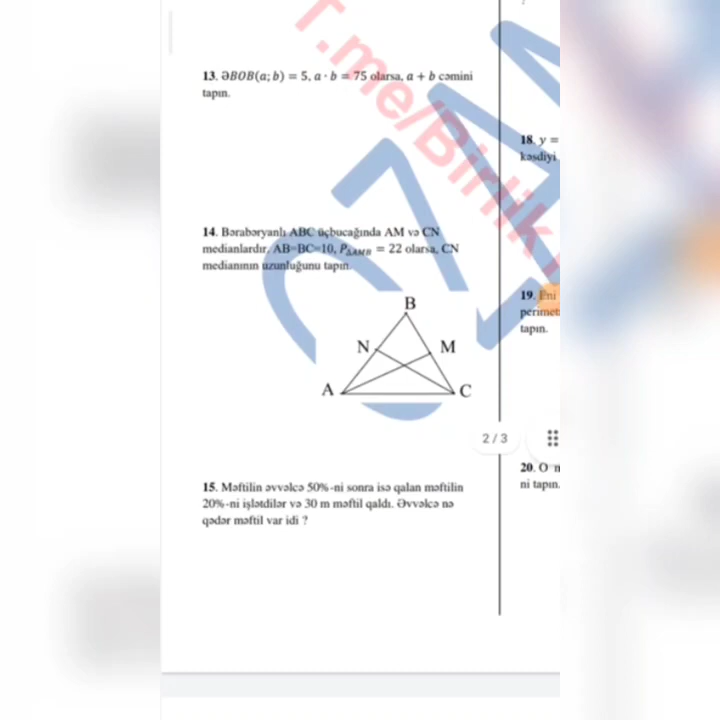 T.me/Birlik
13. ƏBOB(a; b) = 5, a · b = 75 olarsa, a + b cəmini
tapın.
14. Bərabəryanlı ABC üçbucağında AM və CN
medianlardır. AB=BC=10, P△AMB = 22 olarsa, CN
medianının uzunluğunu tapın.
B
N
M
A
C
15. Məftilin əvvəlcə 50%-ni sonra isə qalan məftilin
20%-ni işlətdilər və 30 m məftil qaldı. Əvvəlcə nə
qədər məftil var idi ?
18. y =
kəsdiyi
19. Eni
perimet
tapın.
2 / 3
20. O
ni tapın.